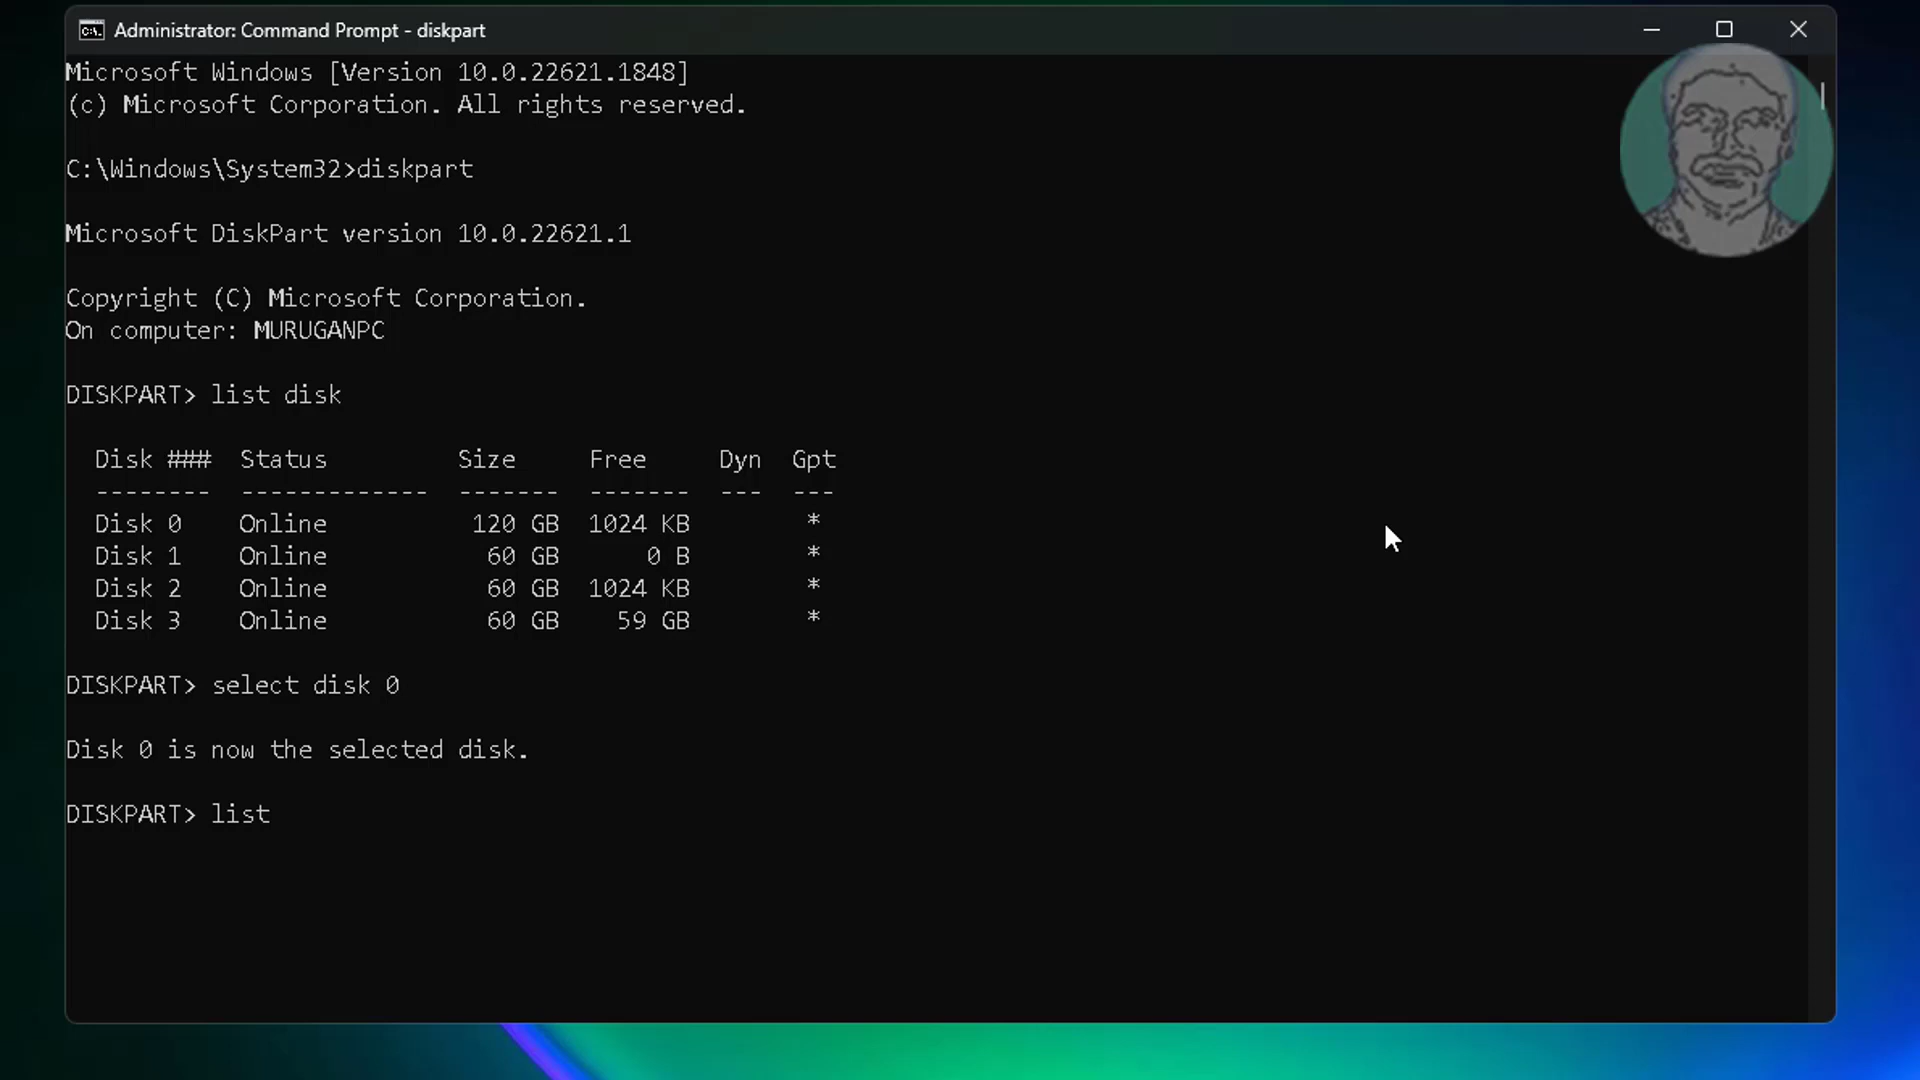 Administrator: Command Prompt - diskpart
Microsoft Windows [Version 10.0.22621.1848]
(c) Microsoft Corporation. All rights reserved.
C:\Windows\System32>diskpart
Microsoft DiskPart version 10.0.22621.1
Copyright (C) Microsoft Corporation.
On computer: MURUGANPC
DISKPART> list disk
  Disk ###  Status         Size     Free     Dyn  Gpt
  --------  -------------  -------  -------  ---  ---
  Disk 0    Online          120 GB  1024 KB        *
  Disk 1    Online           60 GB      0 B        *
  Disk 2    Online           60 GB  1024 KB        *
  Disk 3    Online           60 GB    59 GB        *
DISKPART> select disk 0
Disk 0 is now the selected disk.
DISKPART> list